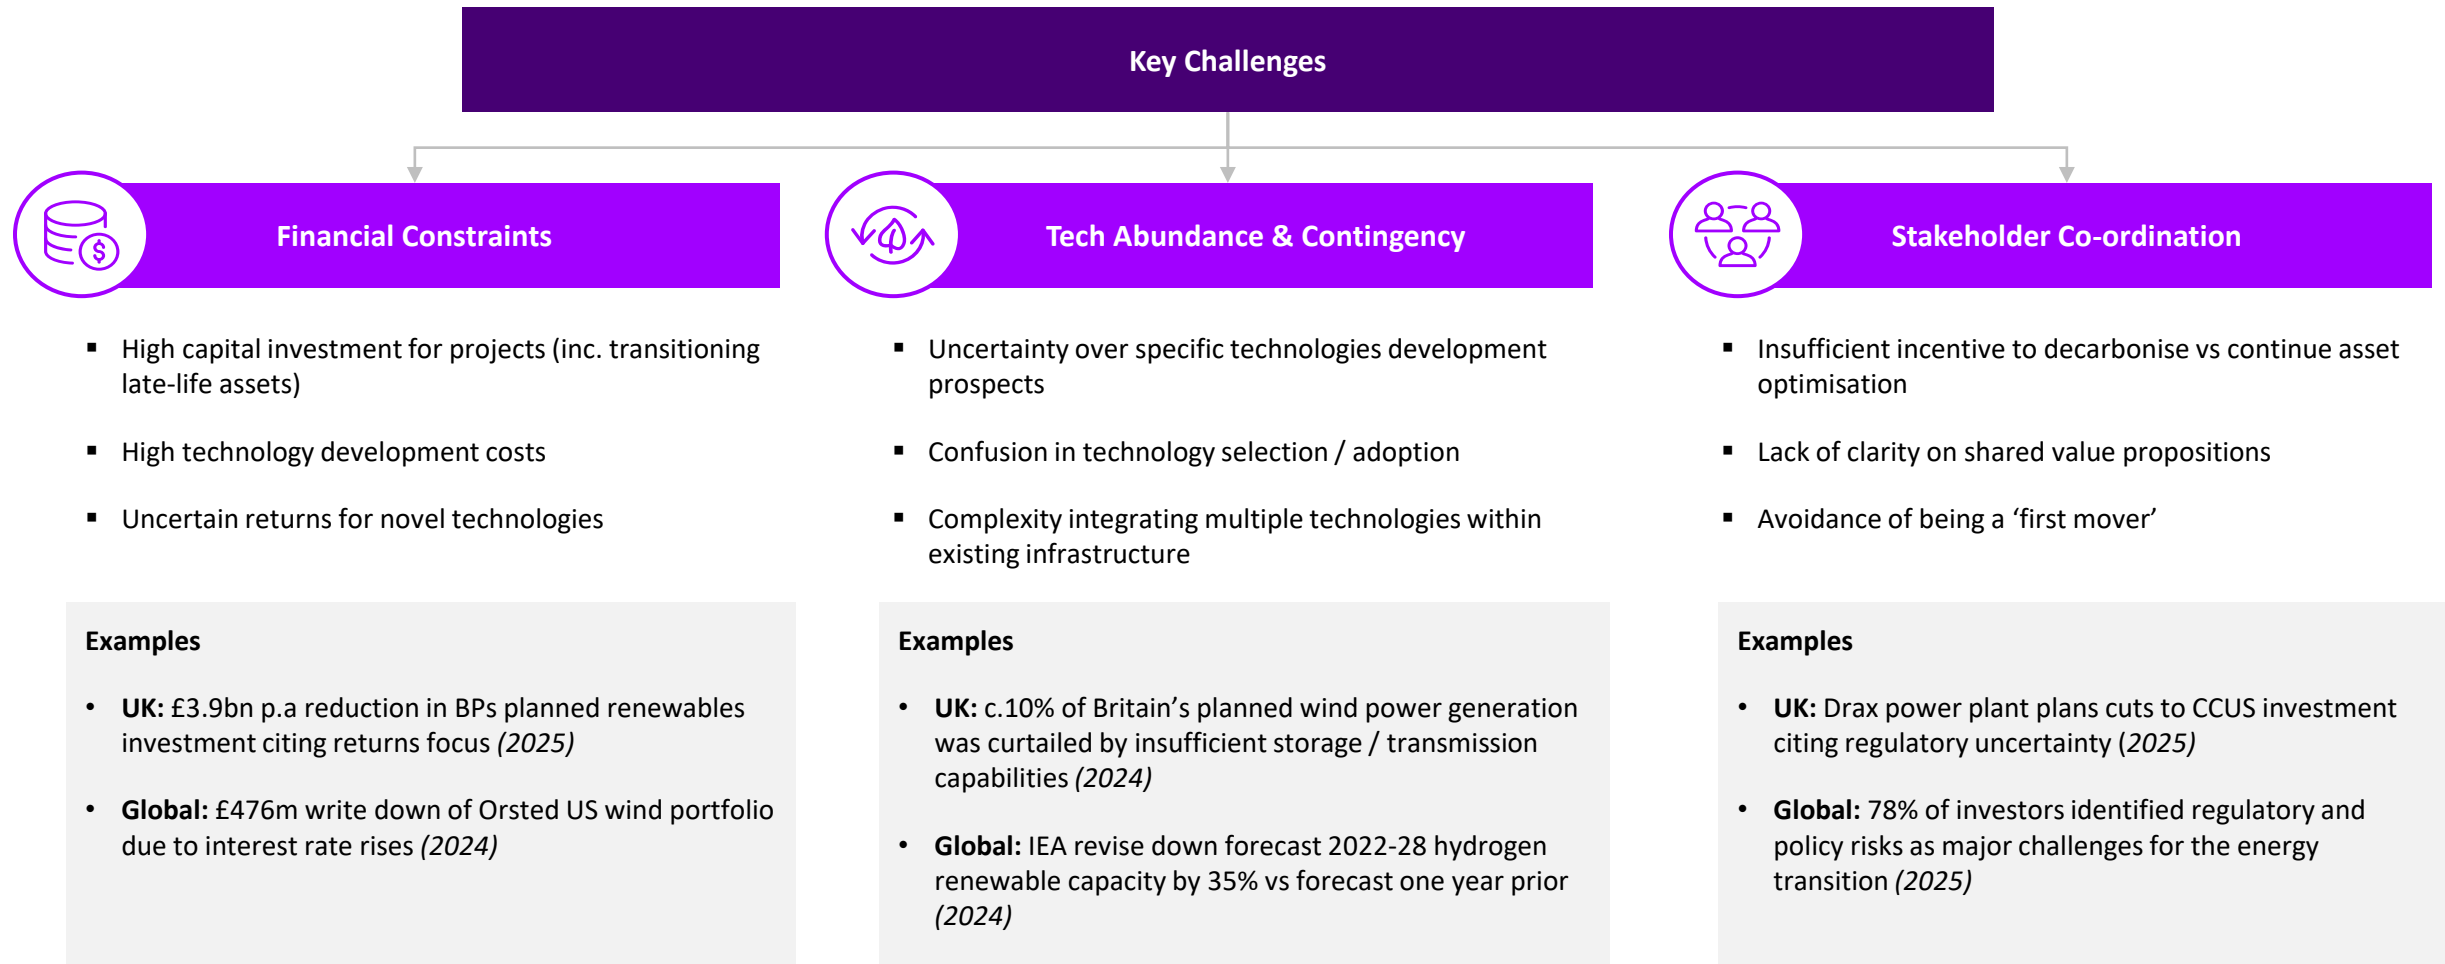 Key Challenges
Financial Constraints
▪ High capital investment for projects (inc. transitioning
late-life assets)
▪ High technology development costs
▪ Uncertain returns for novel technologies
Examples
• UK: £3.9bn p.a reduction in BPs planned renewables
investment citing returns focus (2025)
• Global: £476m write down of Orsted US wind portfolio
due to interest rate rises (2024)
Tech Abundance & Contingency
▪ Uncertainty over specific technologies development
prospects
▪ Confusion in technology selection / adoption
▪ Complexity integrating multiple technologies within
existing infrastructure
Examples
• UK: c.10% of Britain’s planned wind power generation
was curtailed by insufficient storage / transmission
capabilities (2024)
• Global: IEA revise down forecast 2022-28 hydrogen
renewable capacity by 35% vs forecast one year prior
(2024)
Stakeholder Co-ordination
▪ Insufficient incentive to decarbonise vs continue asset
optimisation
▪ Lack of clarity on shared value propositions
▪ Avoidance of being a ‘first mover’
Examples
• UK: Drax power plant plans cuts to CCUS investment
citing regulatory uncertainty (2025)
• Global: 78% of investors identified regulatory and
policy risks as major challenges for the energy
transition (2025)